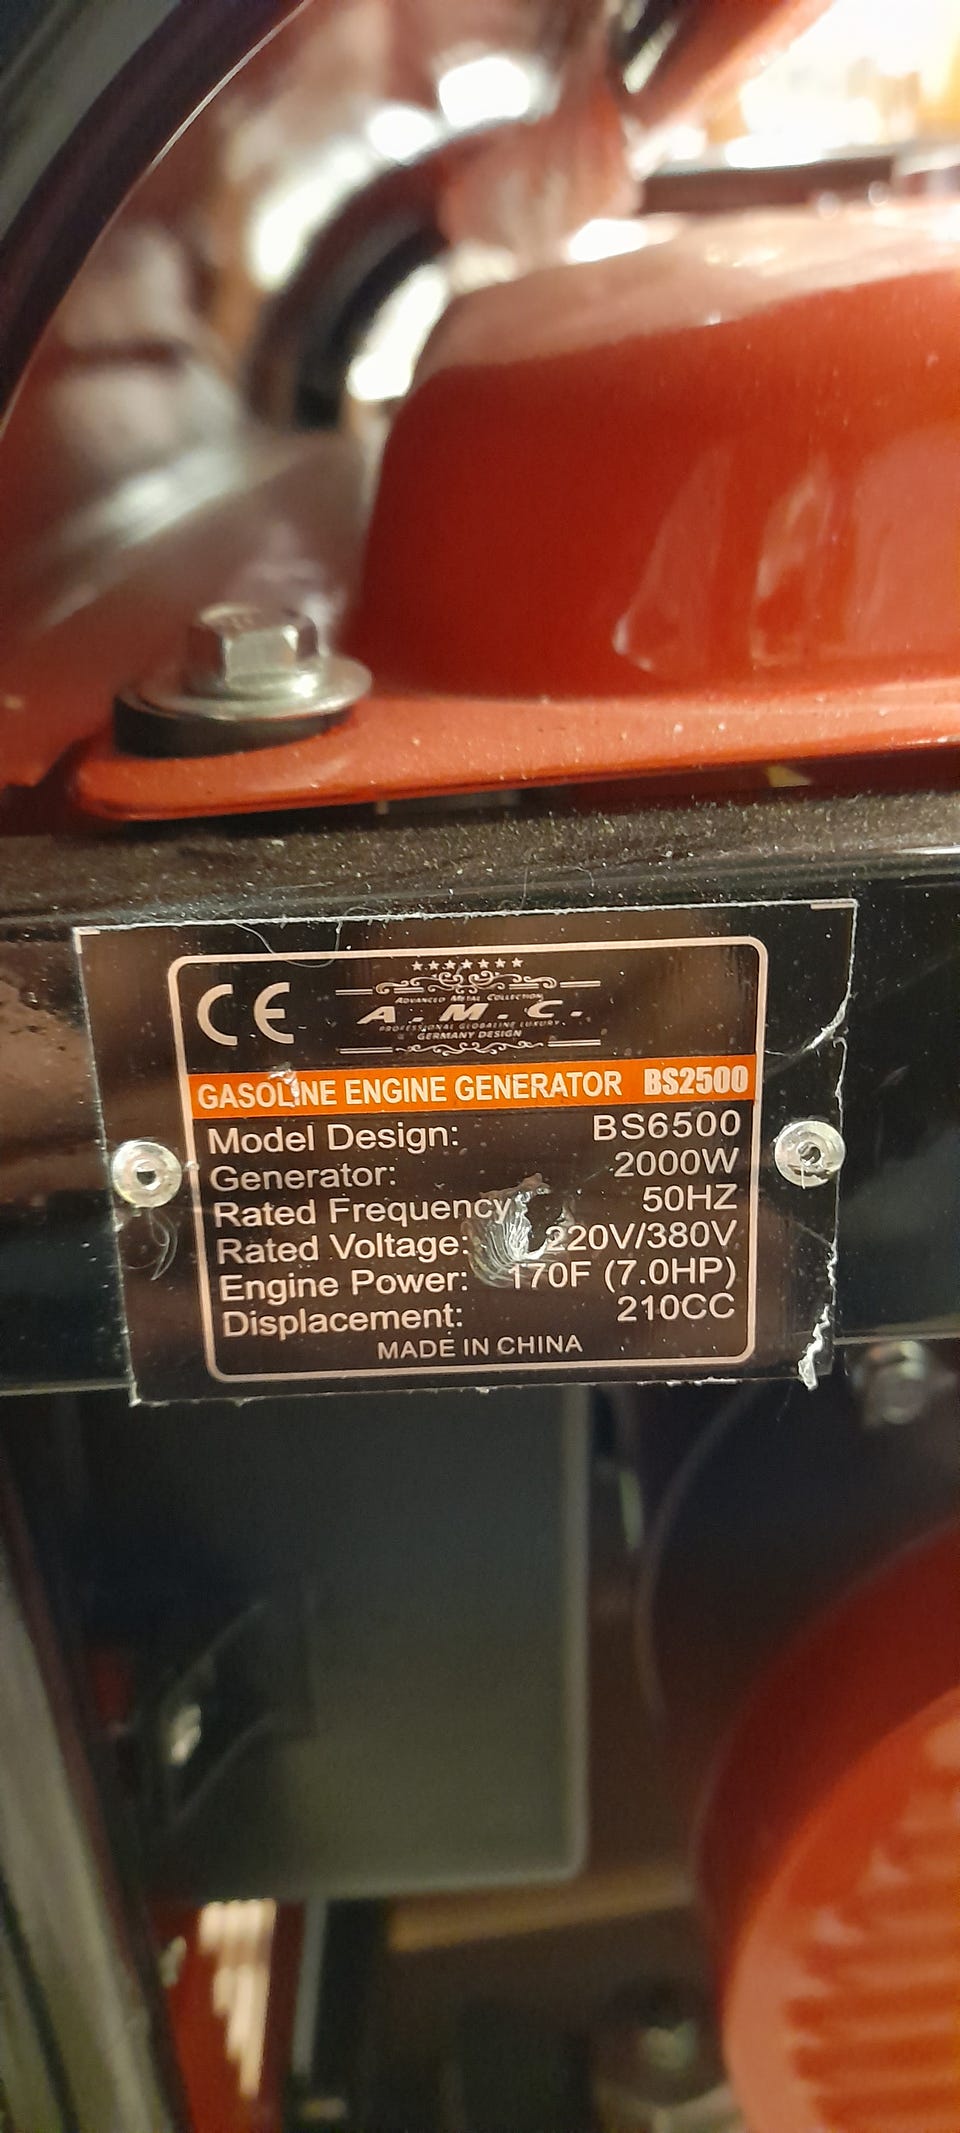 CE
ADVANCED METAL COLLECTION
A.M.C.
PROFESSIONAL GLOBALINE LUXURY
GERMANY DESIGN
GASOLINE ENGINE GENERATOR BS2500
Model Design: BS6500
Generator: 2000W
Rated Frequency 50HZ
Rated Voltage: 220V/380V
Engine Power: 170F (7.0HP)
Displacement: 210CC
MADE IN CHINA